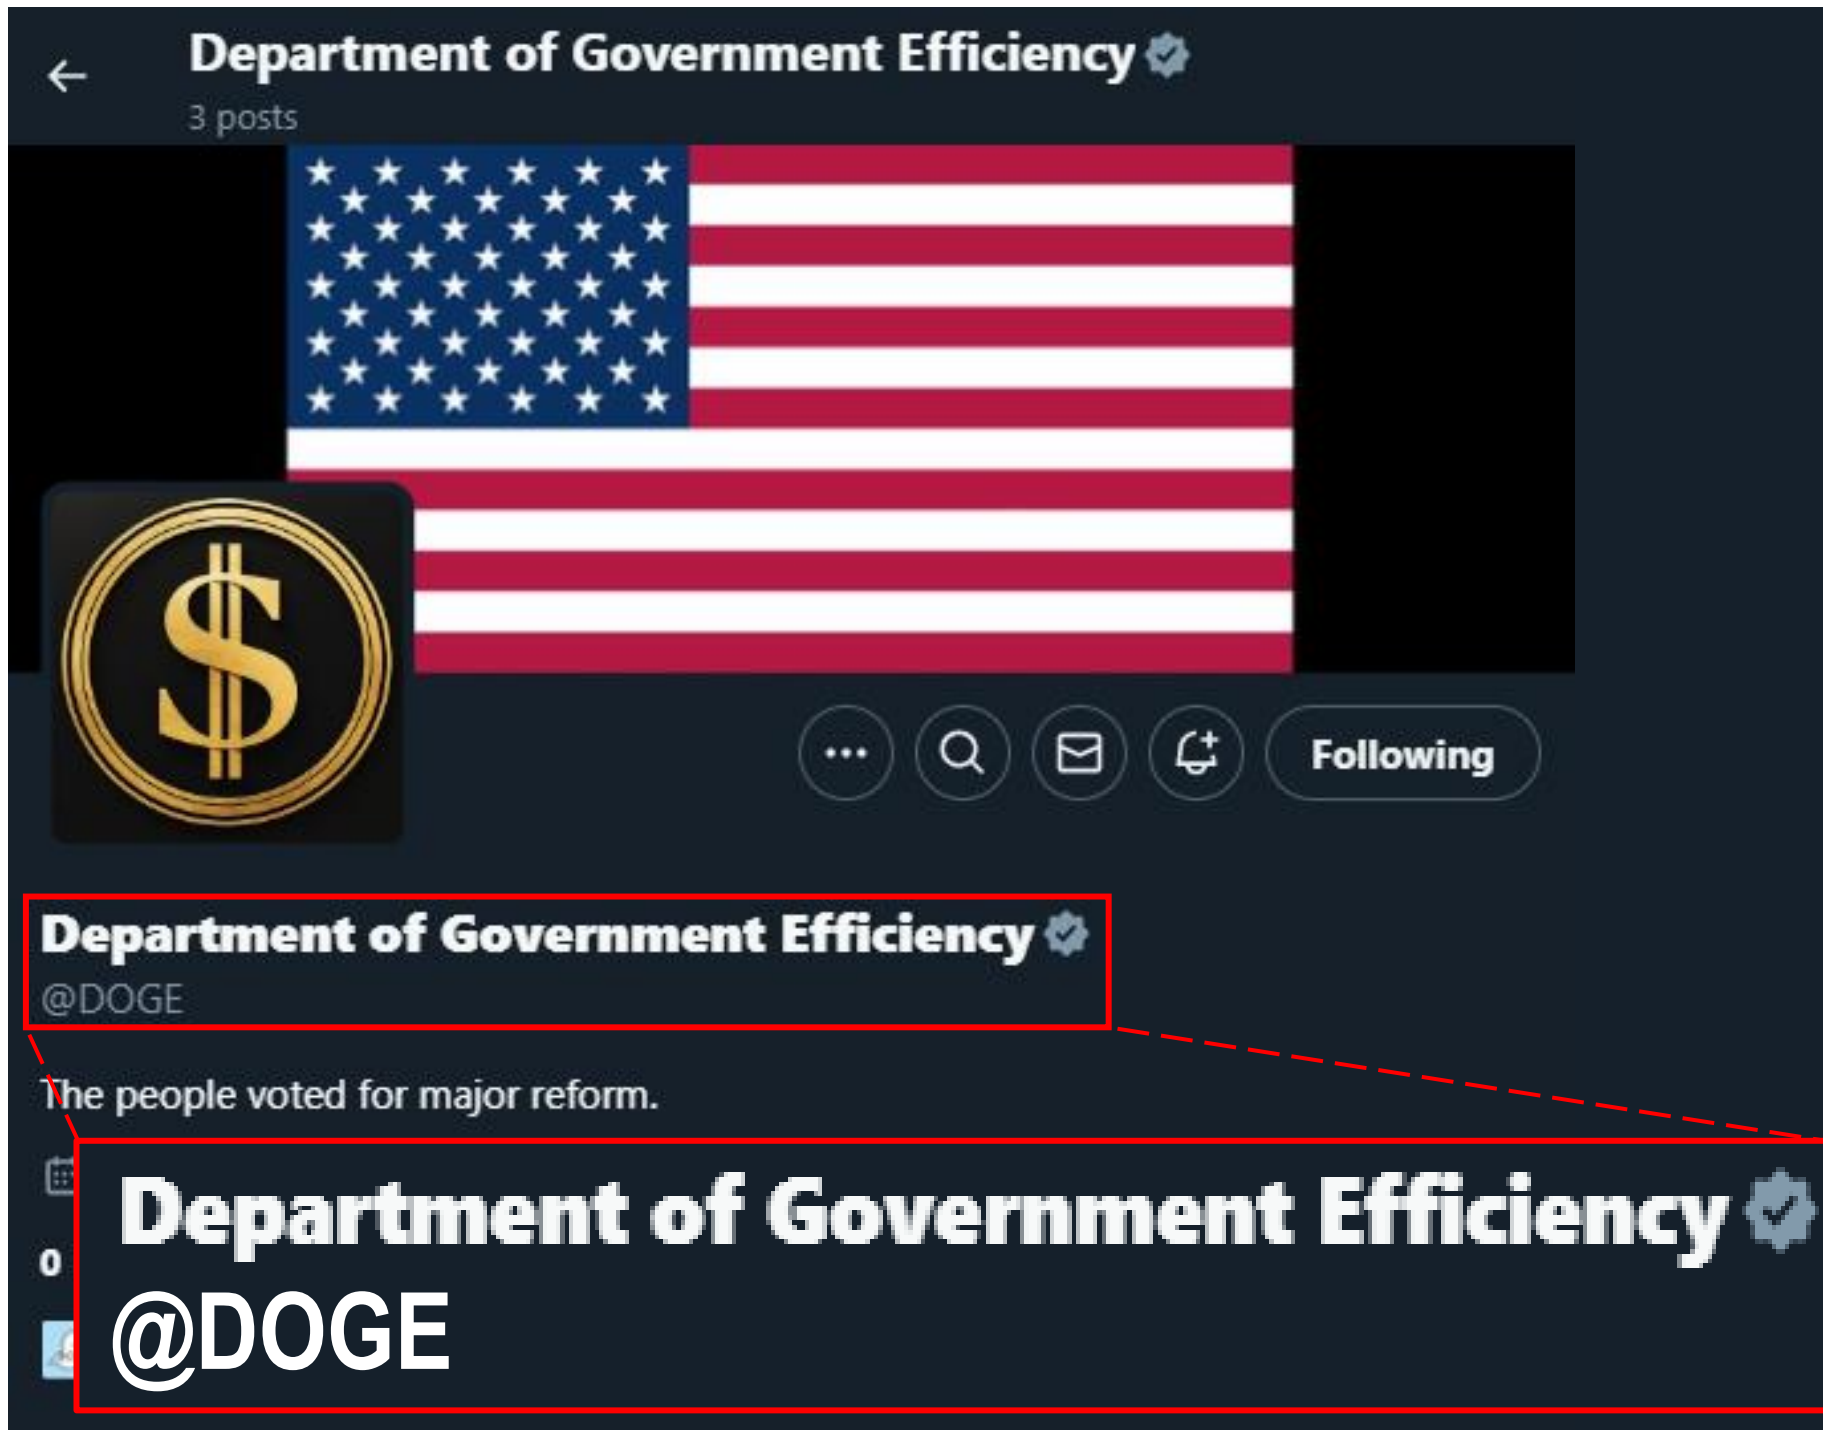 Department of Government Efficiency
3 posts
$
Following
Department of Government Efficiency
@DOGE
The people voted for major reform.
0
Department of Government Efficiency
@DOGE